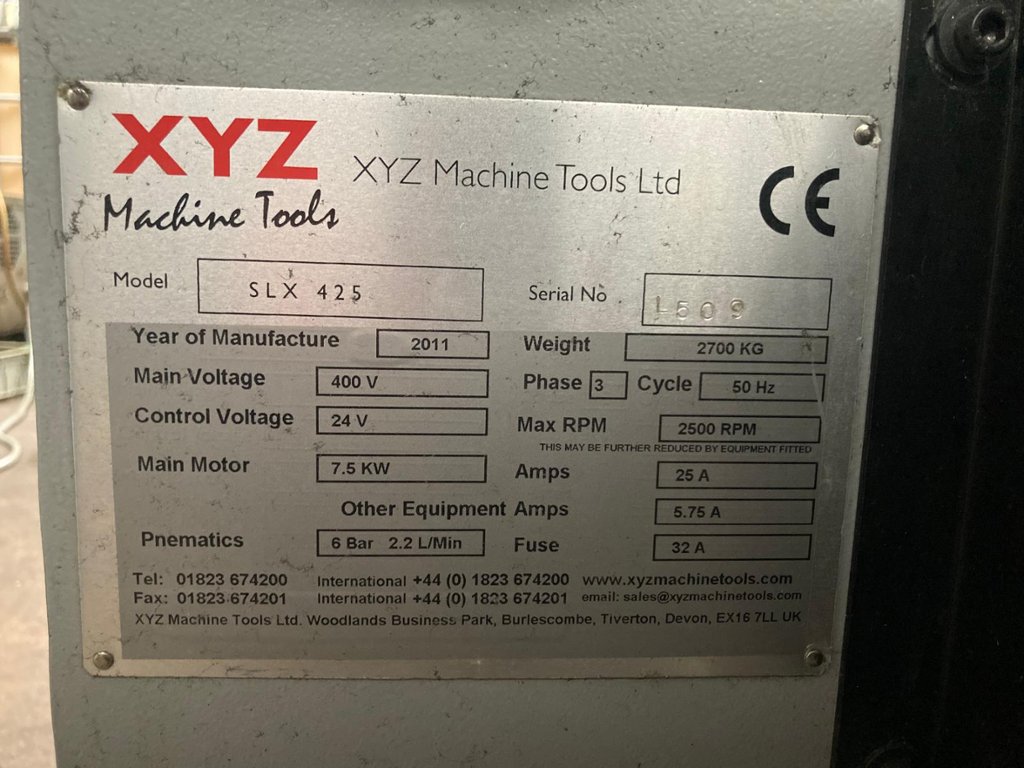 XYZ
Machine Tools
XYZ Machine Tools Ltd
CE
Model SLX 425 Serial No 1509
Year of Manufacture 2011 Weight 2700 KG
Main Voltage 400 V Phase 3 Cycle 50 Hz
Control Voltage 24 V Max RPM 2500 RPM
THIS MAY BE FURTHER REDUCED BY EQUIPMENT FITTED
Main Motor 7.5 KW Amps 25 A
Other Equipment Amps 5.75 A
Pnematics 6 Bar 2.2 L/Min Fuse 32 A
Tel: 01823 674200 International +44 (0) 1823 674200 www.xyzmachinetools.com
Fax: 01823 674201 International +44 (0) 1823 674201 email: sales@xyzmachinetools.com
XYZ Machine Tools Ltd. Woodlands Business Park, Burlescombe, Tiverton, Devon, EX16 7LL UK